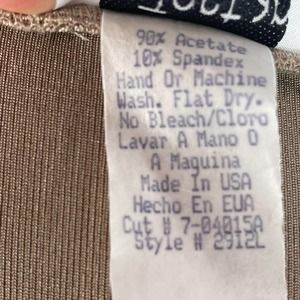 90% Acetate
10% Spandex
Hand Or Machine
Wash. Flat Dry.
No Bleach/Cloro
Lavar A Mano O
A Maquina
Made In USA
Hecho En EUA
Cut # 7-04015A
Style # 2912L